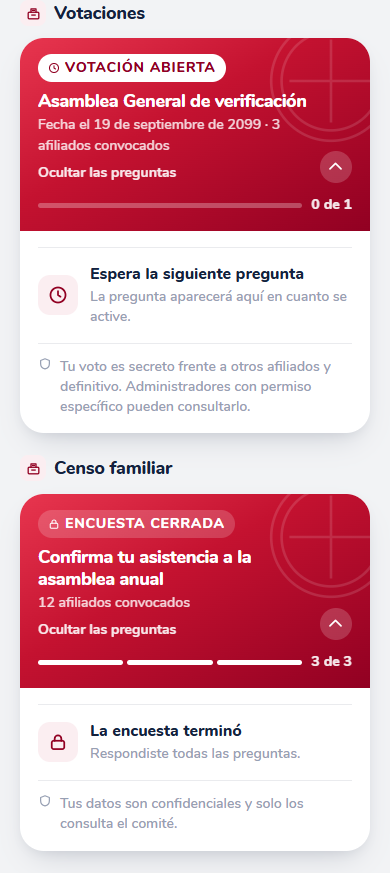 Votaciones
VOTACIÓN ABIERTA
Asamblea General de verificación
Fecha el 19 de septiembre de 2099 · 3
afiliados convocados
Ocultar las preguntas
0 de 1
Espera la siguiente pregunta
La pregunta aparecerá aquí en cuanto se
active.
Tu voto es secreto frente a otros afiliados y
definitivo. Administradores con permiso
específico pueden consultarlo.
Censo familiar
ENCUESTA CERRADA
Confirma tu asistencia a la
asamblea anual
12 afiliados convocados
Ocultar las preguntas
3 de 3
La encuesta terminó
Respondiste todas las preguntas.
Tus datos son confidenciales y solo los
consulta el comité.